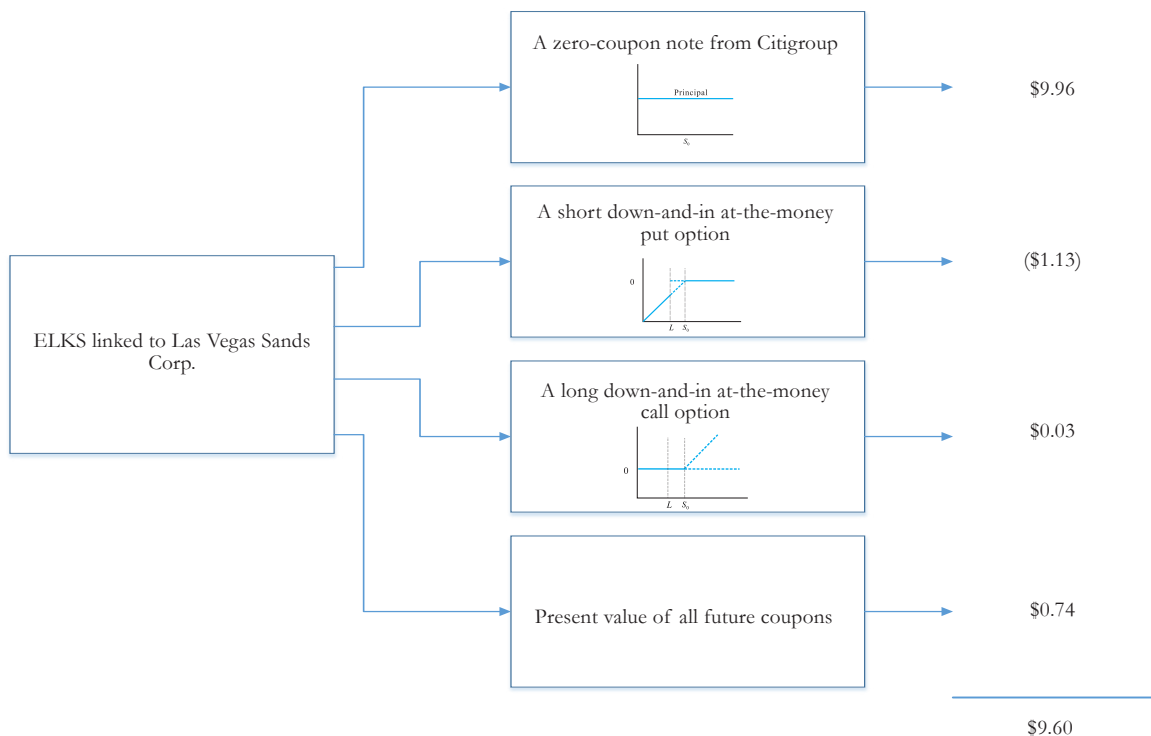 A zero-coupon note from Citigroup
Principal
S₀
$9.96
A short down-and-in at-the-money
put option
0
L
S₀
($1.13)
ELKS linked to Las Vegas Sands
Corp.
A long down-and-in at-the-money
call option
0
L
S₀
$0.03
Present value of all future coupons
$0.74
$9.60